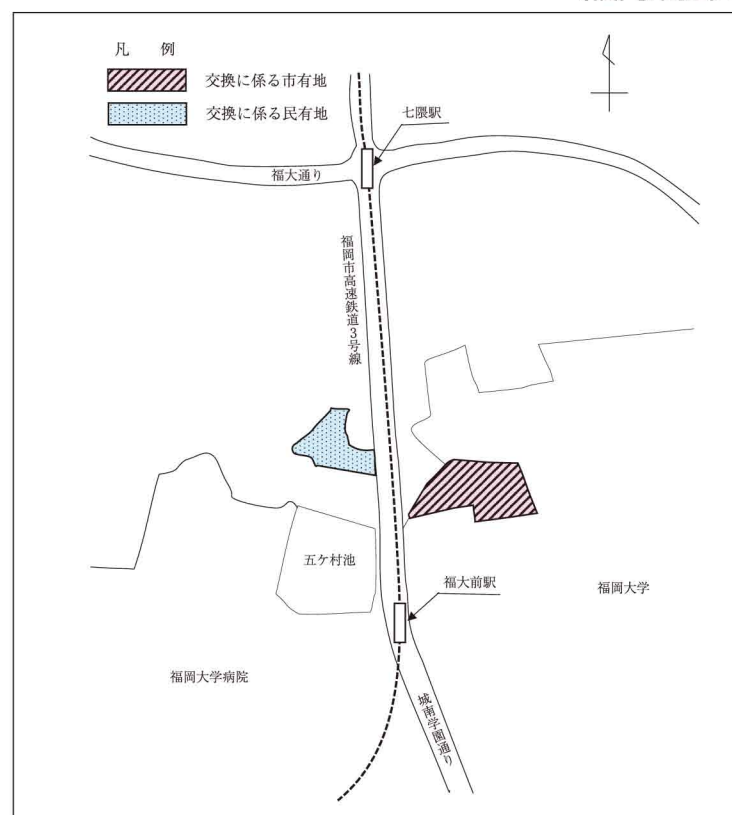 凡　例
交換に係る市有地
交換に係る民有地
七隈駅
福大通り
福岡市高速鉄道3号線
五ケ村池
福大前駅
福岡大学
福岡大学病院
城南学園通り